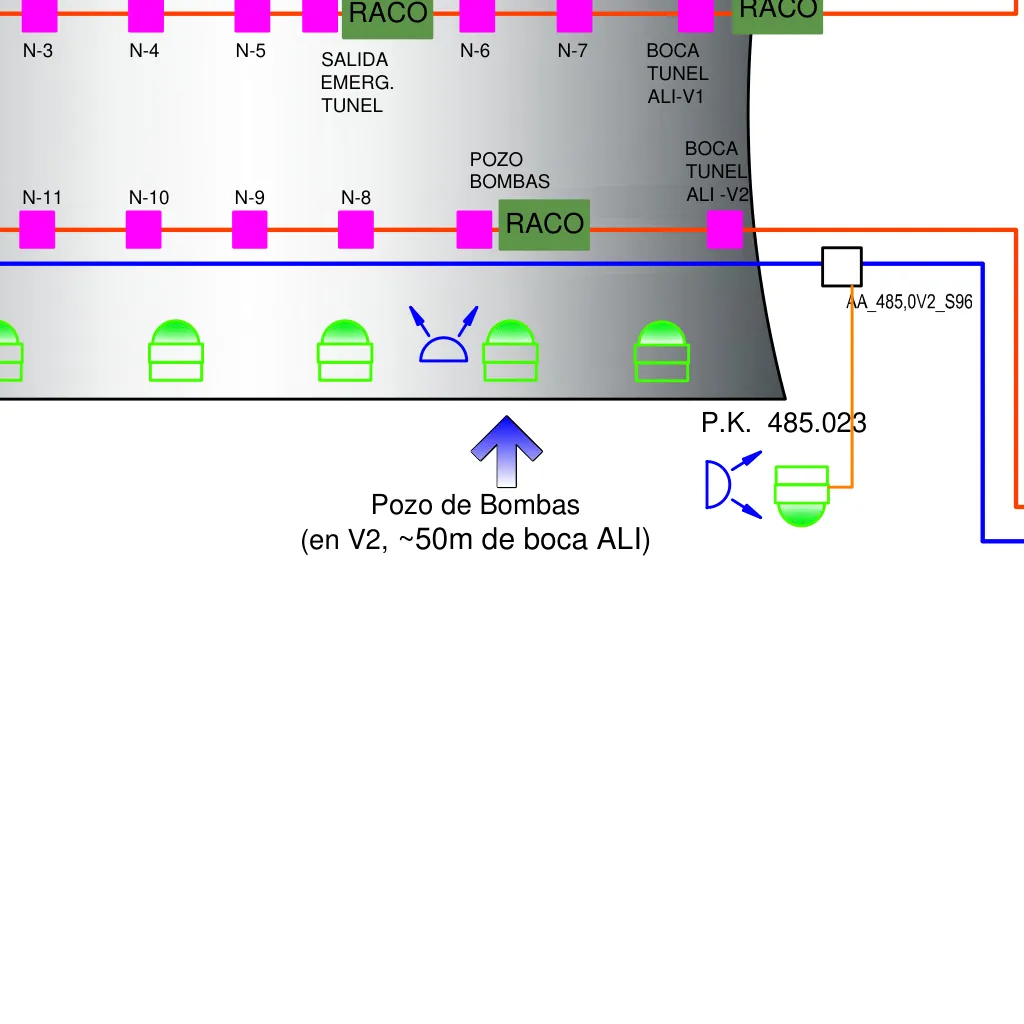 RACO
RACO
N-3
N-4
N-5
N-6
N-7
SALIDA
EMERG.
TUNEL
BOCA
TUNEL
ALI-V1
BOCA
TUNEL
ALI -V2
POZO
BOMBAS
N-11
N-10
N-9
N-8
RACO
AA_485,0V2_S96
P.K. 485.023
Pozo de Bombas
(en V2, ~50m de boca ALI)